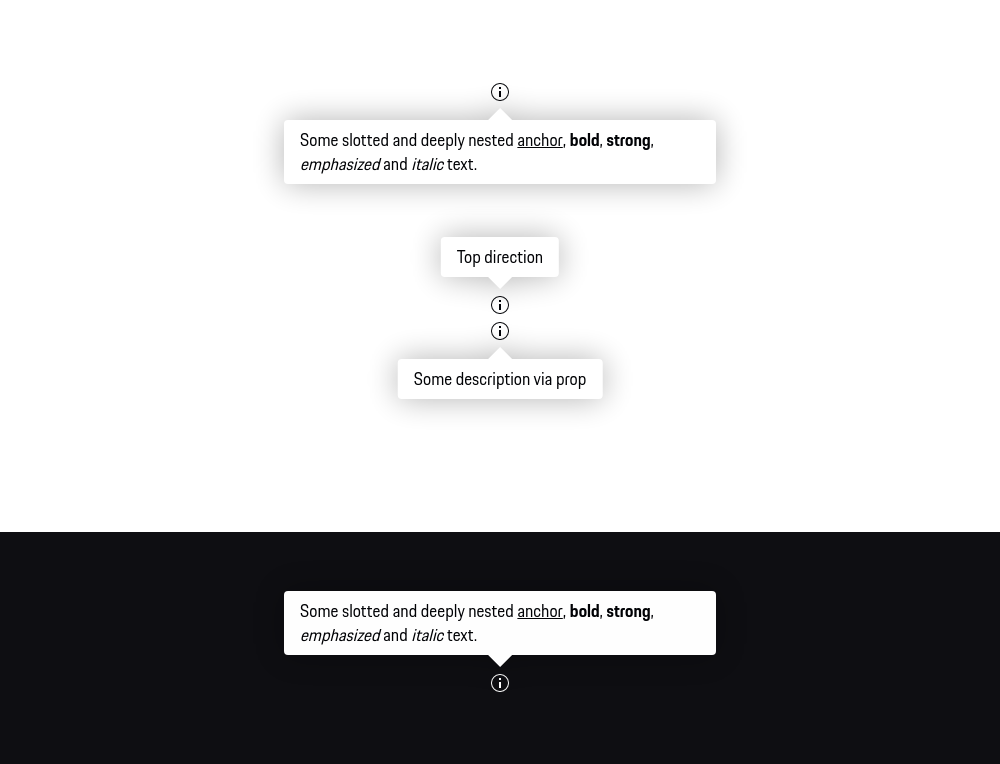 Some slotted and deeply nested anchor, bold, strong,
emphasized and italic text.
Top direction
Some description via prop
Some slotted and deeply nested anchor, bold, strong,
emphasized and italic text.